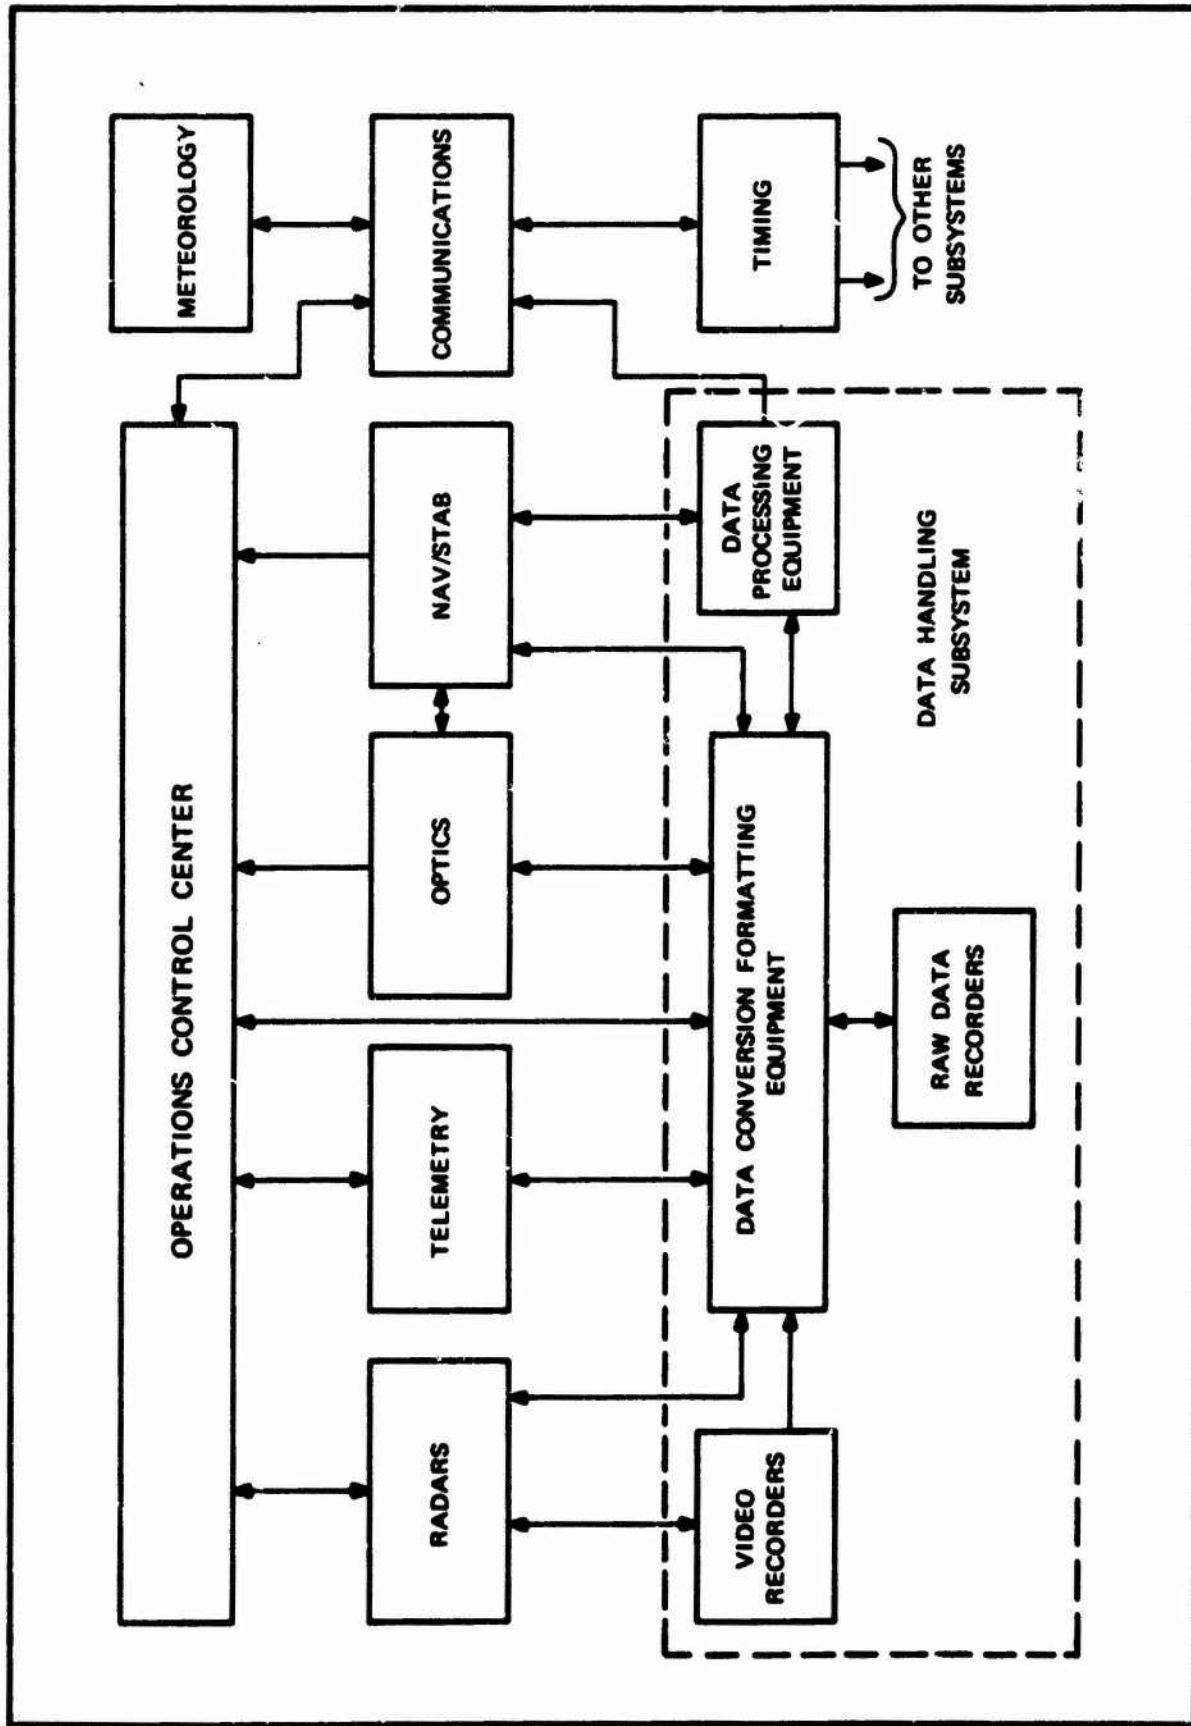 OPERATIONS CONTROL CENTER
METEOROLOGY
RADARS
TELEMETRY
OPTICS
NAV/STAB
COMMUNICATIONS
VIDEO
RECORDERS
DATA CONVERSION FORMATTING
EQUIPMENT
DATA
PROCESSING
EQUIPMENT
TIMING
RAW DATA
RECORDERS
DATA HANDLING
SUBSYSTEM
TO OTHER
SUBSYSTEMS